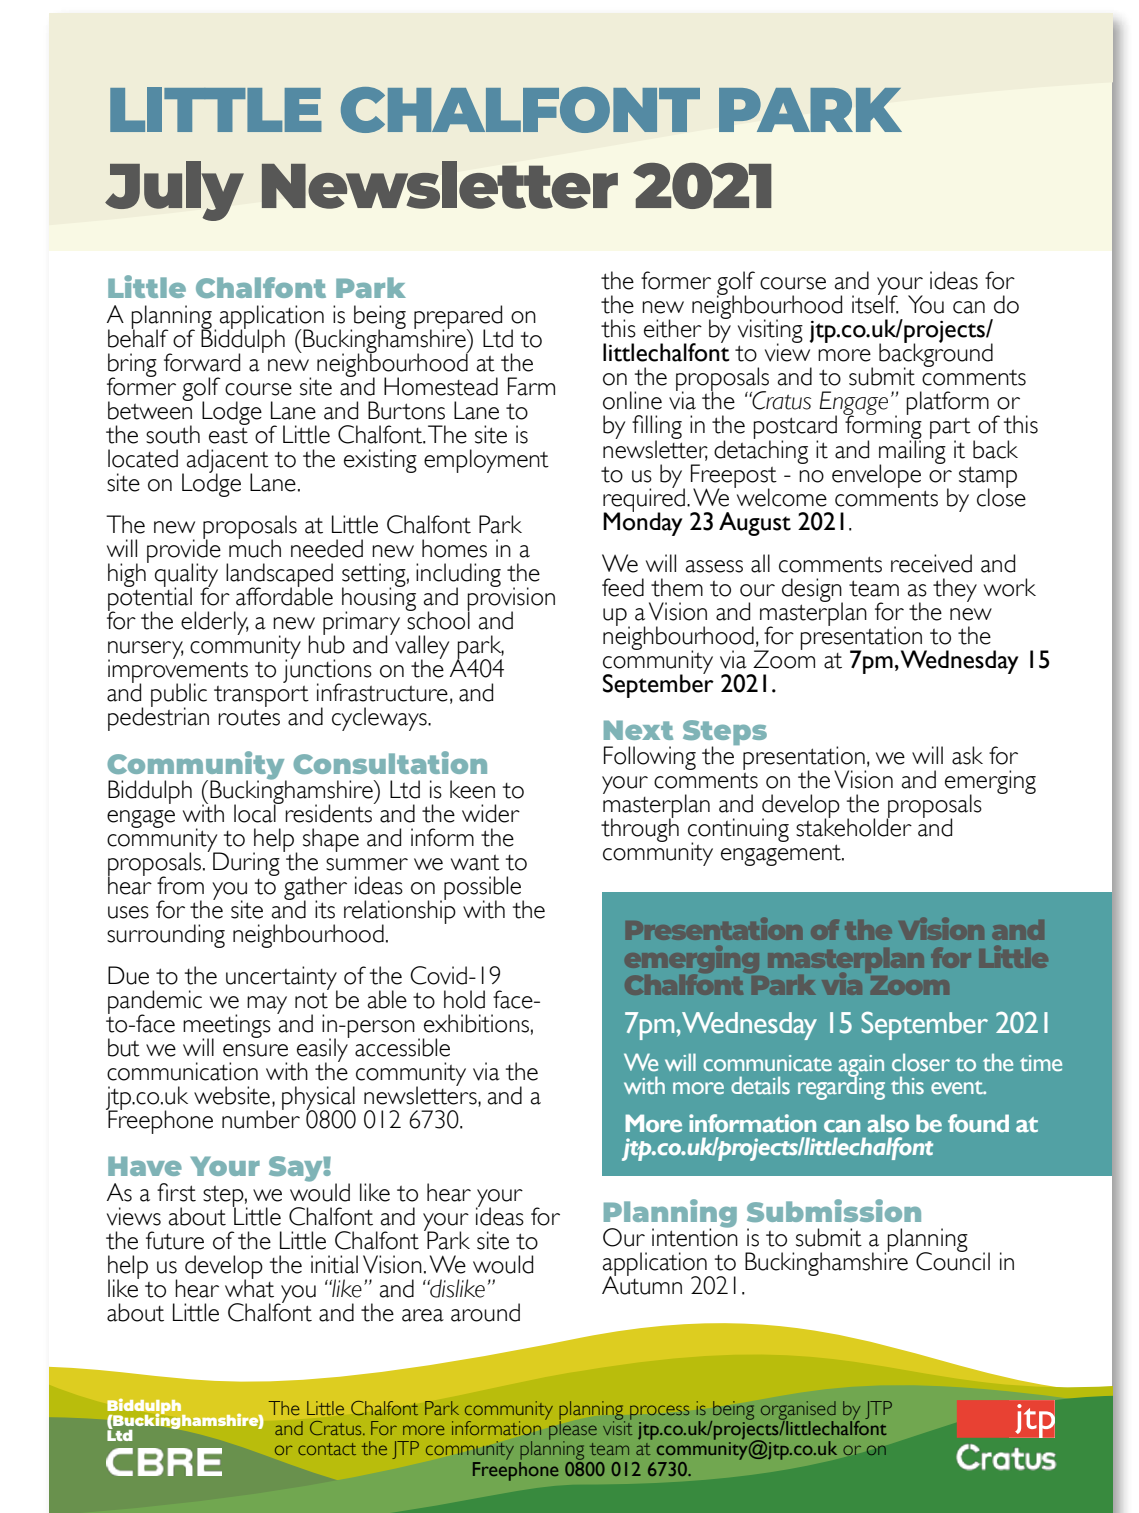 LITTLE CHALFONT PARK
July Newsletter 2021
Little Chalfont Park
A planning application is being prepared on
behalf of Biddulph (Buckinghamshire) Ltd to
bring forward a new neighbourhood at the
former golf course site and Homestead Farm
between Lodge Lane and Burtons Lane to
the south east of Little Chalfont. The site is
located adjacent to the existing employment
site on Lodge Lane.
The new proposals at Little Chalfont Park
will provide much needed new homes in a
high quality landscaped setting, including the
potential for affordable housing and provision
for the elderly, a new primary school and
nursery, community hub and valley park,
improvements to junctions on the A404
and public transport infrastructure, and
pedestrian routes and cycleways.
Community Consultation
Biddulph (Buckinghamshire) Ltd is keen to
engage with local residents and the wider
community to help shape and inform the
proposals. During the summer we want to
hear from you to gather ideas on possible
uses for the site and its relationship with the
surrounding neighbourhood.
Due to the uncertainty of the Covid-19
pandemic we may not be able to hold face-
to-face meetings and in-person exhibitions,
but we will ensure easily accessible
communication with the community via the
jtp.co.uk website, physical newsletters, and a
Freephone number 0800 012 6730.
Have Your Say!
As a first step, we would like to hear your
views about Little Chalfont and your ideas for
the future of the Little Chalfont Park site to
help us develop the initial Vision. We would
like to hear what you “like” and “dislike”
about Little Chalfont and the area around
the former golf course and your ideas for
the new neighbourhood itself. You can do
this either by visiting jtp.co.uk/projects/
littlechalfont to view more background
on the proposals and to submit comments
online via the “Cratus Engage” platform or
by filling in the postcard forming part of this
newsletter, detaching it and mailing it back
to us by Freepost - no envelope or stamp
required. We welcome comments by close
Monday 23 August 2021.
We will assess all comments received and
feed them to our design team as they work
up a Vision and masterplan for the new
neighbourhood, for presentation to the
community via Zoom at 7pm, Wednesday 15
September 2021.
Next Steps
Following the presentation, we will ask for
your comments on the Vision and emerging
masterplan and develop the proposals
through continuing stakeholder and
community engagement.
Presentation of the Vision and
emerging masterplan for Little
Chalfont Park via Zoom
7pm, Wednesday 15 September 2021
We will communicate again closer to the time
with more details regarding this event.
More information can also be found at
jtp.co.uk/projects/littlechalfont
Planning Submission
Our intention is to submit a planning
application to Buckinghamshire Council in
Autumn 2021.
Biddulph
(Buckinghamshire)
Ltd
CBRE
The Little Chalfont Park community planning process is being organised by JTP
and Cratus. For more information please visit jtp.co.uk/projects/littlechalfont
or contact the JTP community planning team at community@jtp.co.uk or on
Freephone 0800 012 6730.
jtp
Cratus